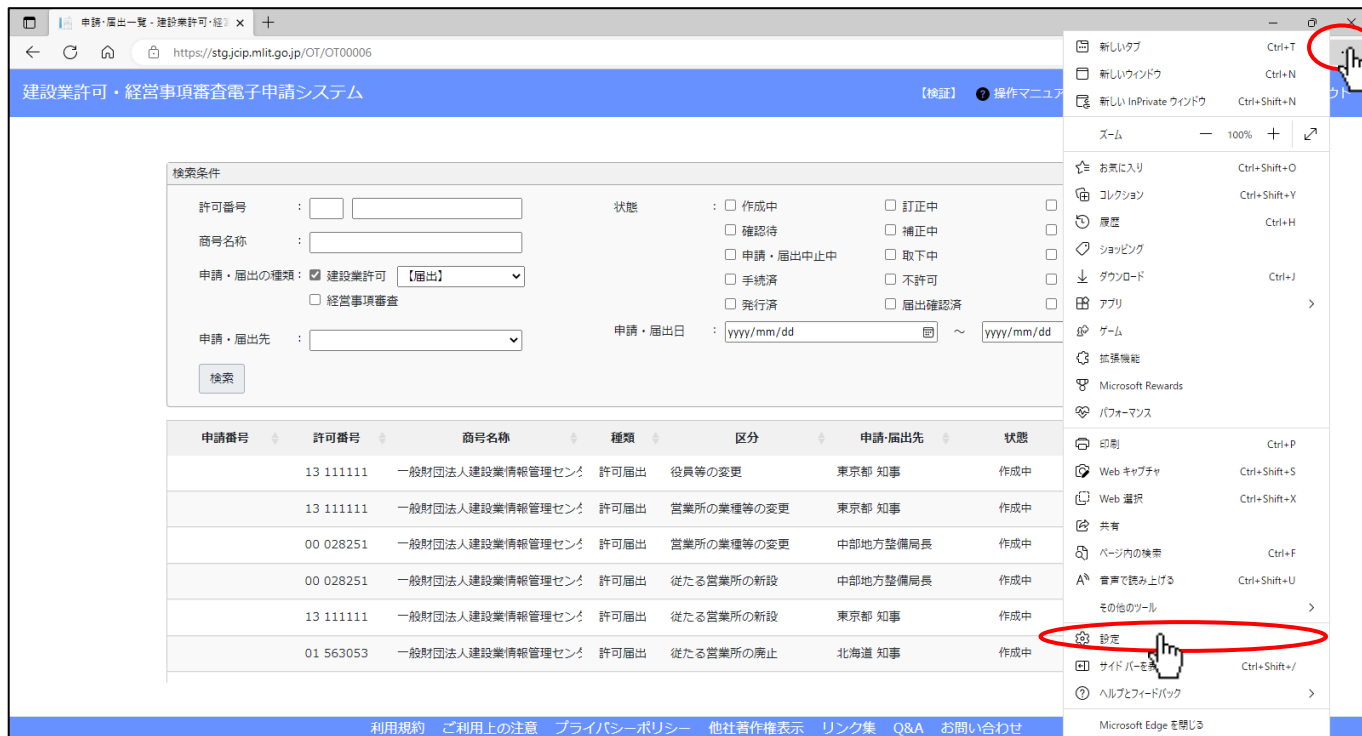 申請・届出一覧 - 建設業許可・経
https://stg.jcip.mlit.go.jp/OT/OT00006
建設業許可・経営事項審査電子申請システム
【検証】 操作マニュア
ウト
検索条件
許可番号 :
商号名称 :
申請・届出の種類 : 建設業許可 【届出】
経営事項審査
申請・届出先 :
検索
状態 : 作成中 訂正中
確認待 補正中
申請・届出中止中 取下中
手続済 不許可
発行済 届出確認済
申請・届出日 : yyyy/mm/dd ～ yyyy/mm/dd
申請番号 許可番号 商号名称 種類 区分 申請・届出先 状態
13 111111 一般財団法人建設業情報管理セン 許可届出 役員等の変更 東京都 知事 作成中
13 111111 一般財団法人建設業情報管理セン 許可届出 営業所の業種等の変更 東京都 知事 作成中
00 028251 一般財団法人建設業情報管理セン 許可届出 営業所の業種等の変更 中部地方整備局長 作成中
00 028251 一般財団法人建設業情報管理セン 許可届出 従たる営業所の新設 中部地方整備局長 作成中
13 111111 一般財団法人建設業情報管理セン 許可届出 従たる営業所の新設 東京都 知事 作成中
01 563053 一般財団法人建設業情報管理セン 許可届出 従たる営業所の廃止 北海道 知事 作成中
利用規約 ご利用上の注意 プライバシーポリシー 他社著作権表示 リンク集 Q&A お問い合わせ
新しいタブ Ctrl+T
新しいウィンドウ Ctrl+N
新しい InPrivate ウィンドウ Ctrl+Shift+N
ズーム 100%
お気に入り Ctrl+Shift+O
コレクション Ctrl+Shift+Y
履歴 Ctrl+H
ショッピング
ダウンロード Ctrl+J
アプリ
ゲーム
拡張機能
Microsoft Rewards
パフォーマンス
印刷 Ctrl+P
Web キャプチャ Ctrl+Shift+S
Web 選択 Ctrl+Shift+X
共有
ページ内の検索 Ctrl+F
音声で読み上げる Ctrl+Shift+U
その他のツール
設定
サイド バーを Ctrl+Shift+/
ヘルプとフィードバック
Microsoft Edge を閉じる